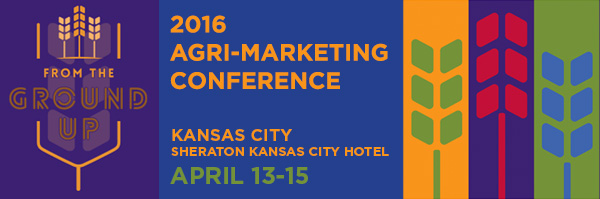 FROM THE
GROUND
UP
2016
AGRI-MARKETING
CONFERENCE
KANSAS CITY
SHERATON KANSAS CITY HOTEL
APRIL 13-15